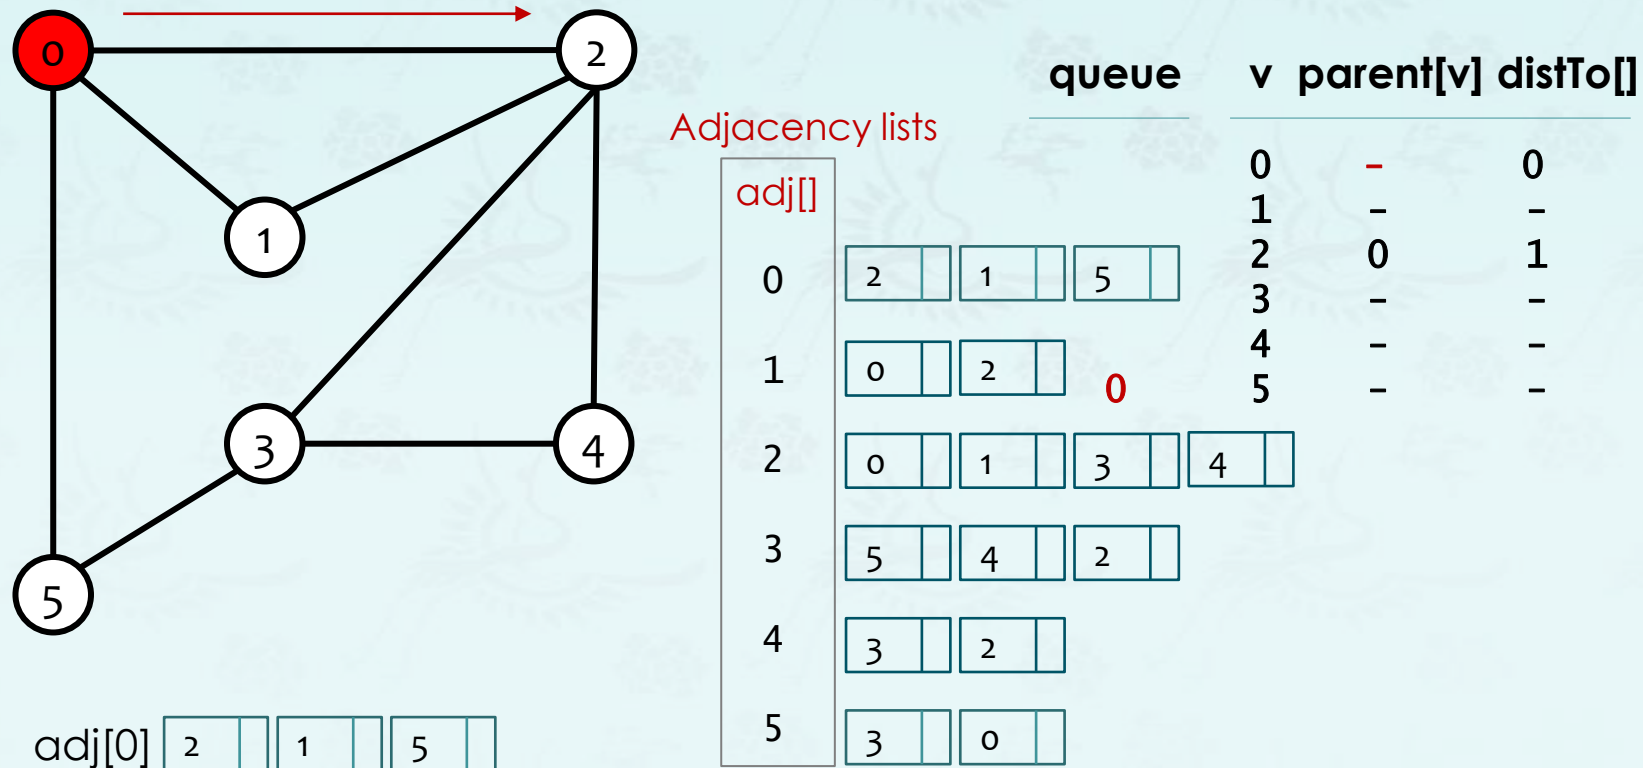 0
2
1
3
4
5
adj[0] 2 1 5
Adjacency lists
adj[]
0 2 1 5
1 0 2
2 0 1 3 4
3 5 4 2
4 3 2
5 3 0
queue
0
v parent[v] distTo[]
0 – 0
1 – –
2 0 1
3 – –
4 – –
5 – –